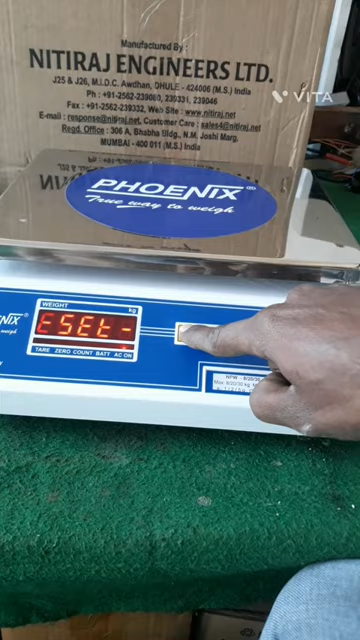 Manufactured By :
NITIRAJ ENGINEERS LTD.
J25 & J26, M.I.D.C. Awdhan, DHULE - 424006 (M.S.) India
Ph : +91-2562-239080, 239331, 239046
Fax : +91-2562-239332, Web Site : www.nitiraj.net
E-mail : response@nitiraj.net, Customer Care : sales4@nitiraj.net
Regd. Office : 306 A, Bhabha Bldg., N.M. Joshi Marg,
MUMBAI - 400 011 (M.S.) India
VITA
PHOENIX®
True way to weigh
WEIGHT
kg
ESEt-
TARE ZERO COUNT BATT AC ON